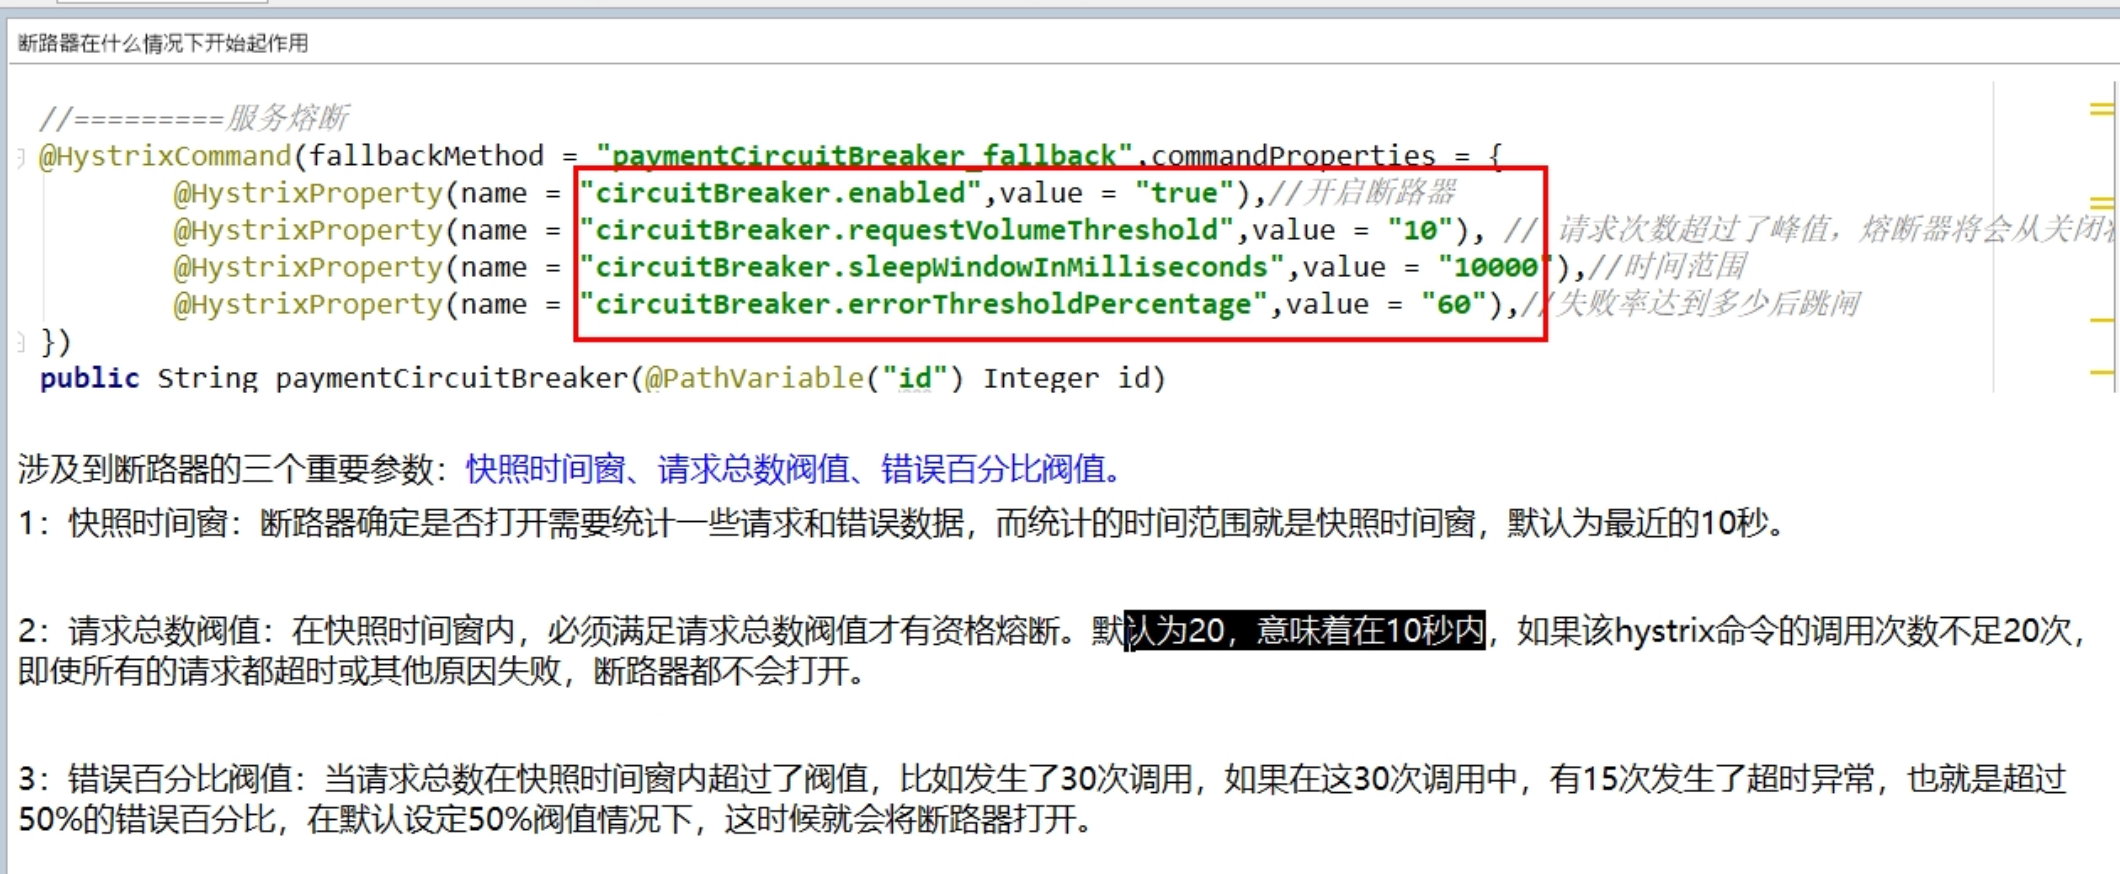 断路器在什么情况下开始起作用
//=========服务熔断
@HystrixCommand(fallbackMethod = "paymentCircuitBreaker_fallback",commandProperties = {
@HystrixProperty(name = "circuitBreaker.enabled",value = "true"),//开启断路器
@HystrixProperty(name = "circuitBreaker.requestVolumeThreshold",value = "10"), // 请求次数超过了峰值，熔断器将会从关闭
@HystrixProperty(name = "circuitBreaker.sleepWindowInMilliseconds",value = "10000"),//时间范围
@HystrixProperty(name = "circuitBreaker.errorThresholdPercentage",value = "60"),//失败率达到多少后跳闸
})
public String paymentCircuitBreaker(@PathVariable("id") Integer id)
涉及到断路器的三个重要参数：快照时间窗、请求总数阀值、错误百分比阀值。
1：快照时间窗：断路器确定是否打开需要统计一些请求和错误数据，而统计的时间范围就是快照时间窗，默认为最近的10秒。
2：请求总数阀值：在快照时间窗内，必须满足请求总数阀值才有资格熔断。默认为20，意味着在10秒内，如果该hystrix命令的调用次数不足20次，
即使所有的请求都超时或其他原因失败，断路器都不会打开。
3：错误百分比阀值：当请求总数在快照时间窗内超过了阀值，比如发生了30次调用，如果在这30次调用中，有15次发生了超时异常，也就是超过
50%的错误百分比，在默认设定50%阀值情况下，这时候就会将断路器打开。